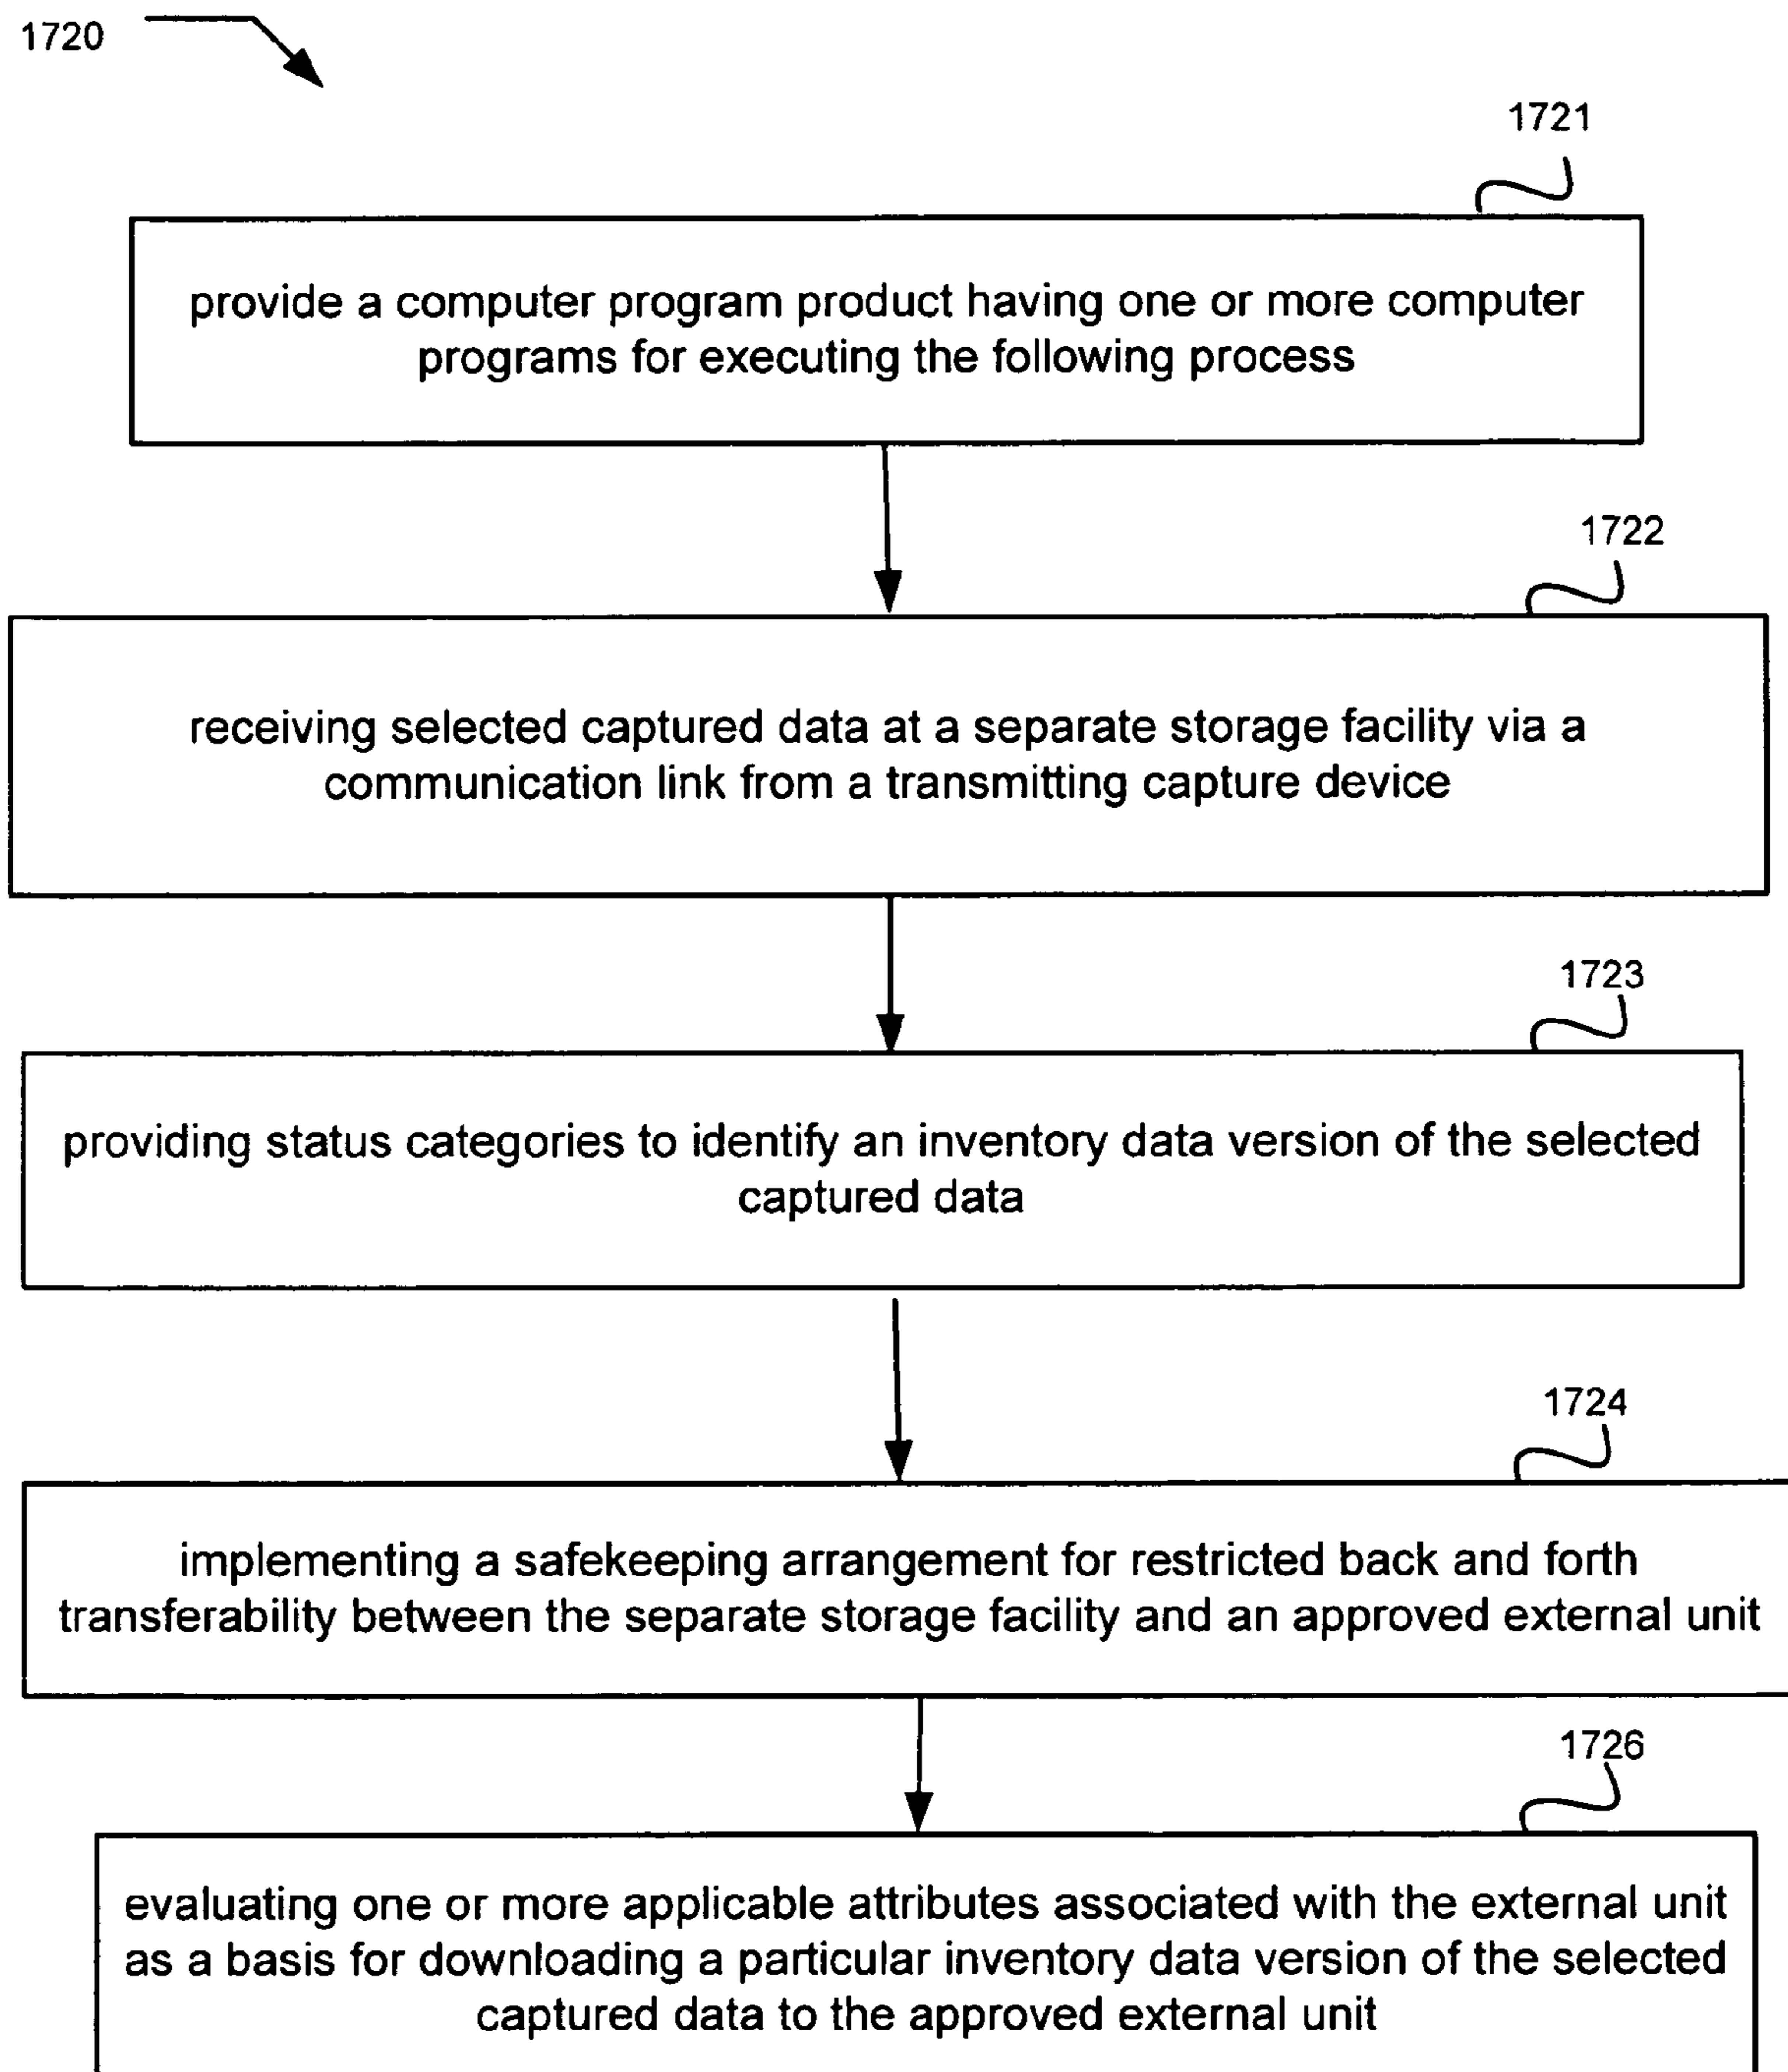 1720
1721
provide a computer program product having one or more computer
programs for executing the following process
1722
receiving selected captured data at a separate storage facility via a
communication link from a transmitting capture device
1723
providing status categories to identify an inventory data version of the selected
captured data
1724
implementing a safekeeping arrangement for restricted back and forth
transferability between the separate storage facility and an approved external unit
1726
evaluating one or more applicable attributes associated with the external unit
as a basis for downloading a particular inventory data version of the selected
captured data to the approved external unit